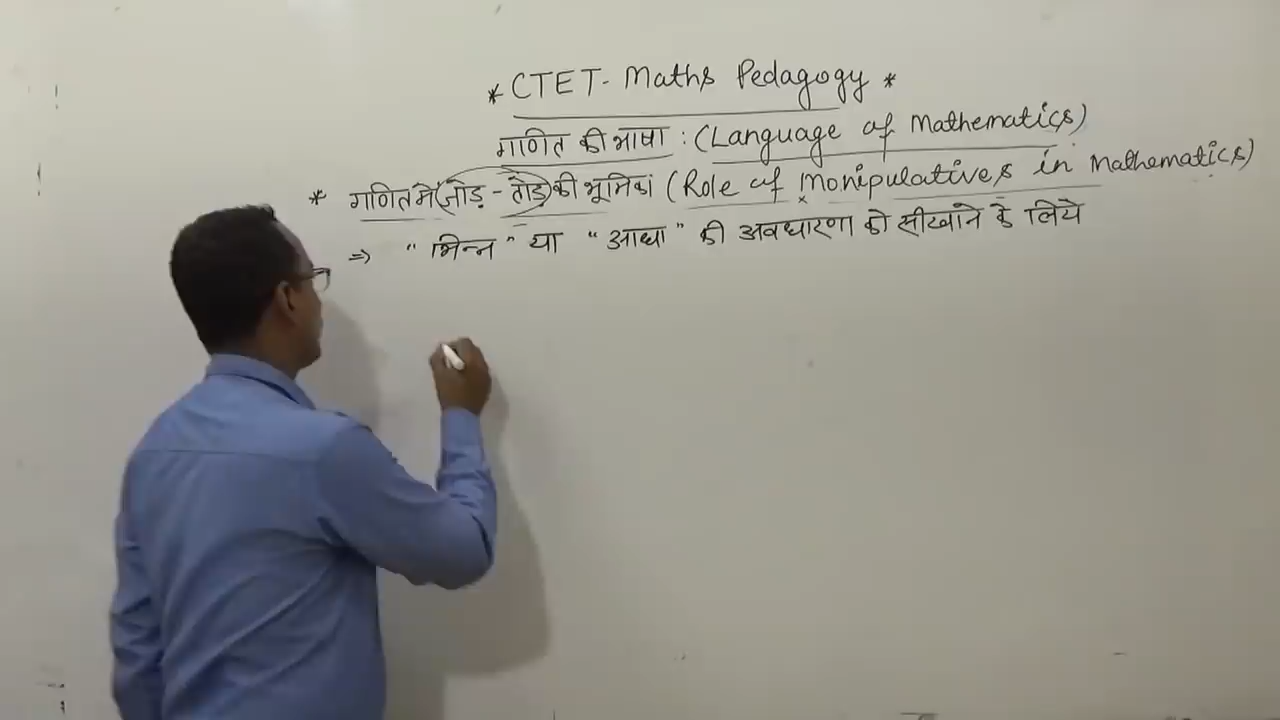 * CTET- Maths Pedagogy *
गणित की भाषा : (Language of Mathematics)
* गणित में (जोड़ - तोड़) की भूमिका (Role of Monipulatives in Mathematics)
⇒ "भिन्न" या "आधा" की अवधारणा को सीखाने के लिये